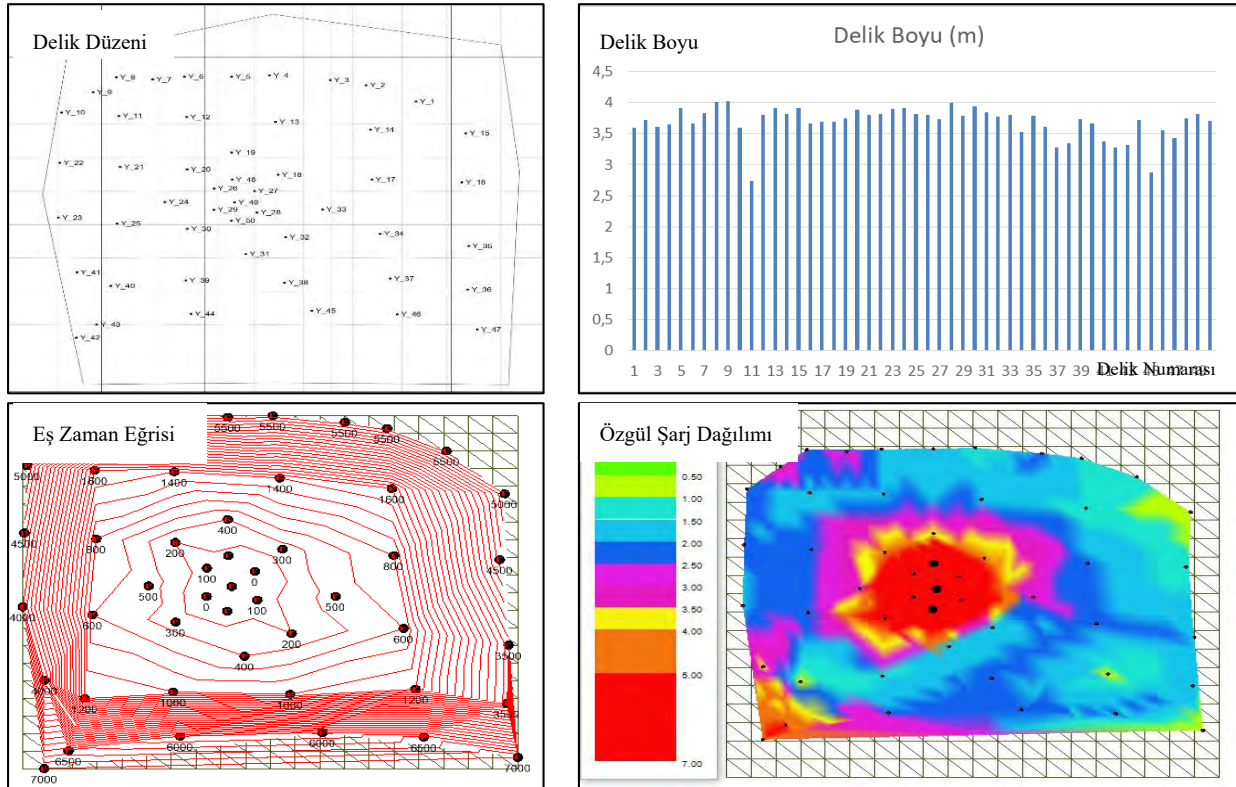 Delik Düzeni
Y_8
Y_7
Y_6
Y_5
Y_4
Y_3
Y_2
Y_9
Y_1
Y_10
Y_11
Y_12
Y_13
Y_14
Y_15
Y_19
Y_22
Y_21
Y_20
Y_18
Y_48
Y_17
Y_16
Y_26
Y_27
Y_24
Y_49
Y_29
Y_28
Y_33
Y_23
Y_25
Y_30
Y_50
Y_32
Y_34
Y_31
Y_35
Y_41
Y_40
Y_39
Y_38
Y_37
Y_36
Y_44
Y_45
Y_46
Y_43
Y_42
Y_47
Delik Boyu
Delik Boyu (m)
4,5
4
3,5
3
2,5
2
1,5
1
0,5
0
1 3 5 7 9 11 13 15 17 19 21 23 25 27 29 31 33 35 37 39
Delik Numarası
Eş Zaman Eğrisi
5500 5500 5500 5500 5500
5000 1600 1400 1400 1600 5000
400
4500 800 200 300 800 4500
100 0
500 0 100 500
4000 600 300 200 600
400 3500
4000 1200 1000 1000 1200 3500
6000 6000 6500
6500
7000 7000
Özgül Şarj Dağılımı
0.50
1.00
1.50
2.00
2.50
3.00
3.50
4.00
5.00
7.00